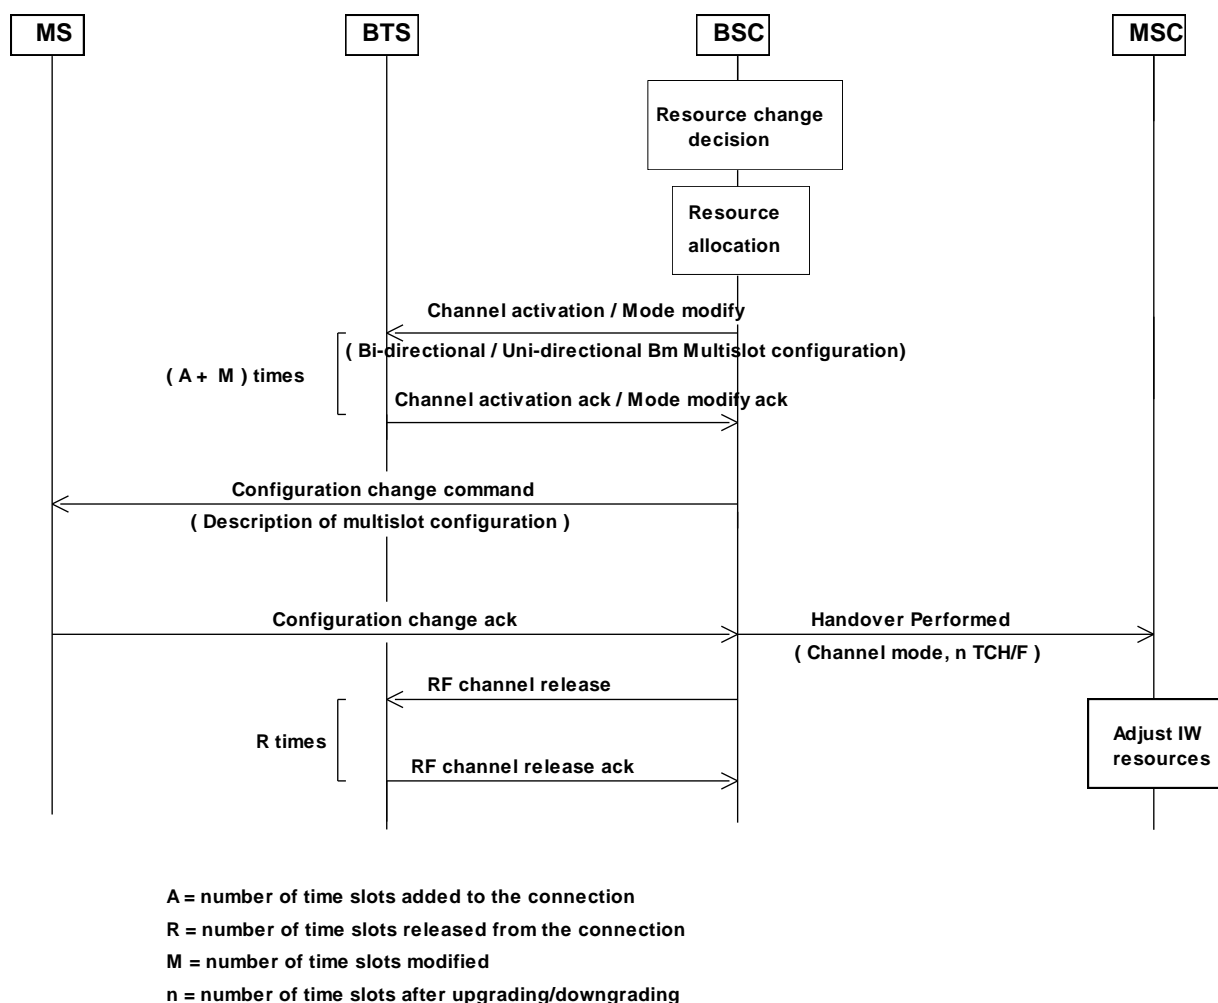 MS BTS BSC MSC
Resource change
decision
Resource
allocation
Channel activation / Mode modify
( Bi-directional / Uni-directional Bm Multislot configuration)
( A + M ) times
Channel activation ack / Mode modify ack
Configuration change command
( Description of multislot configuration )
Configuration change ack
Handover Performed
( Channel mode, n TCH/F )
RF channel release
R times
Adjust IW
resources
RF channel release ack
A = number of time slots added to the connection
R = number of time slots released from the connection
M = number of time slots modified
n = number of time slots after upgrading/downgrading